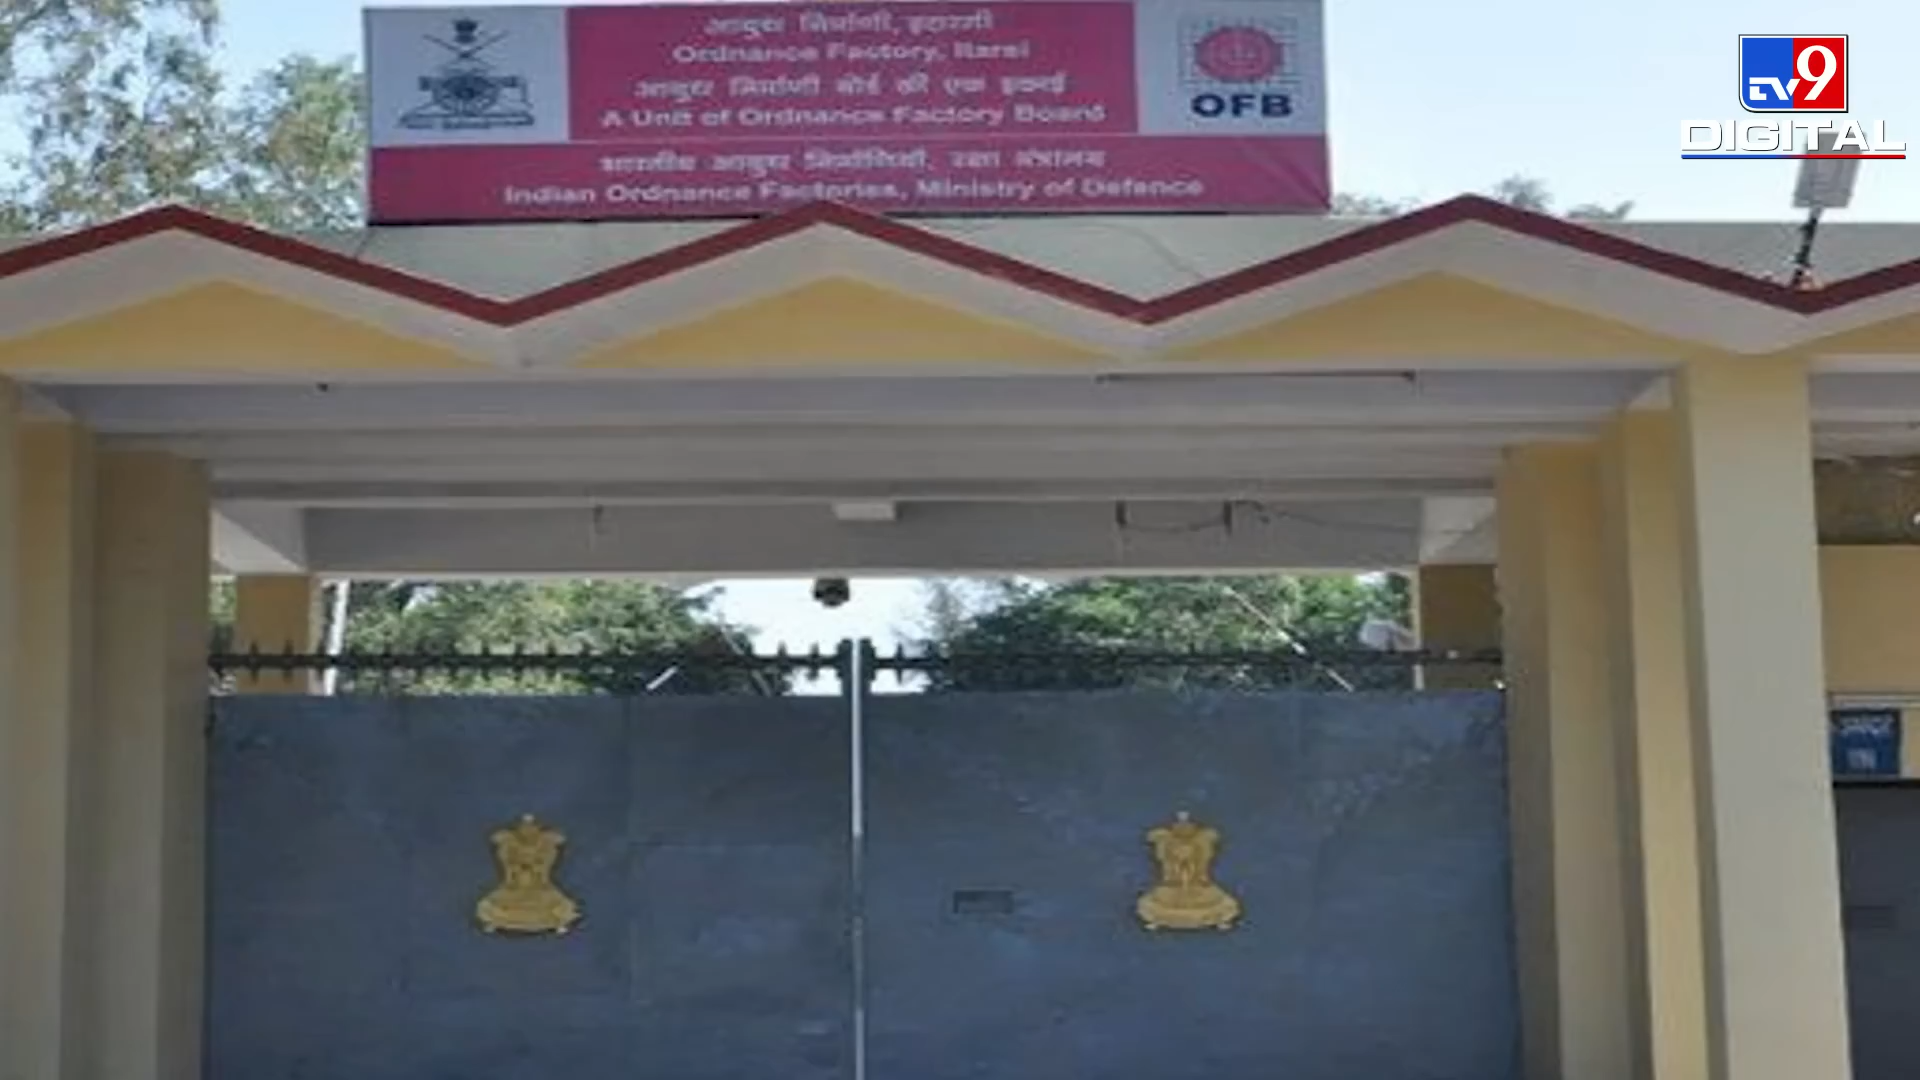 आयुध निर्माणी, इटारसी
Ordnance Factory, Itarsi
आयुध निर्माणी बोर्ड की एक इकाई
A Unit of Ordnance Factory Board
OFB
भारतीय आयुध निर्माणियाँ, रक्षा मंत्रालय
Indian Ordnance Factories, Ministry of Defence
TV9
DIGITAL